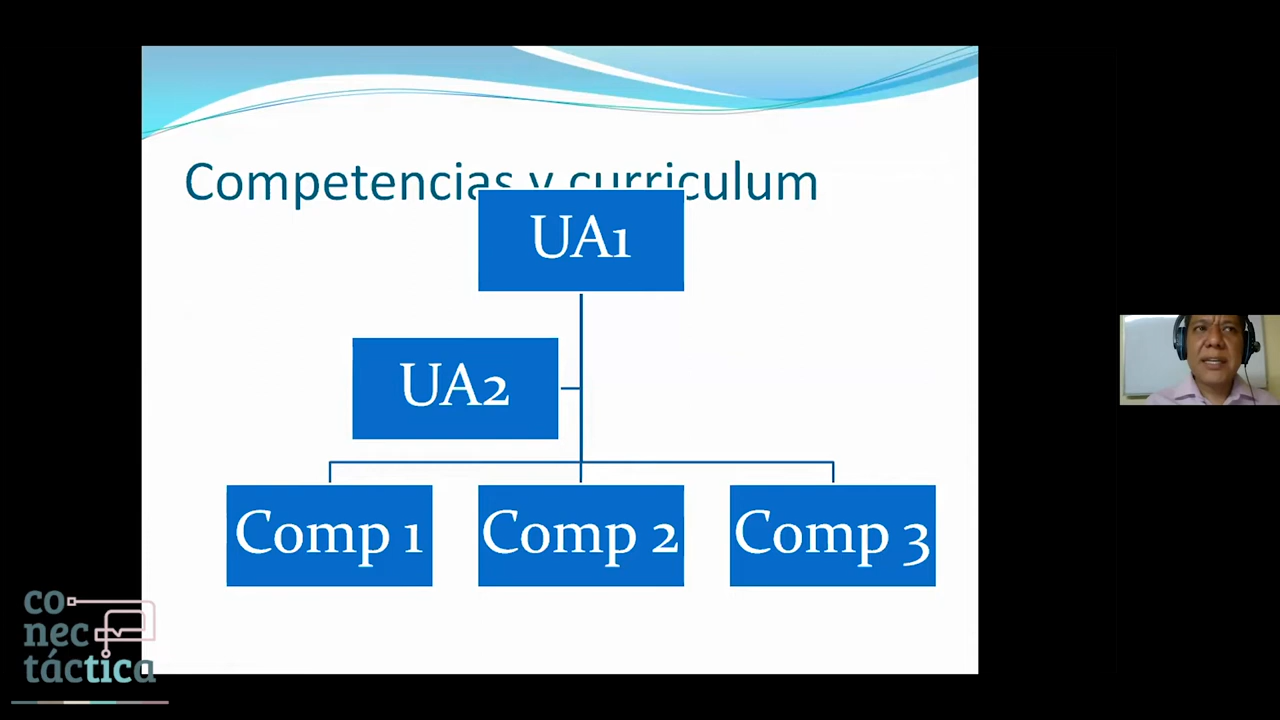 Competencias y curriculum
UA1
UA2
Comp 1
Comp 2
Comp 3
co
nec
táctica